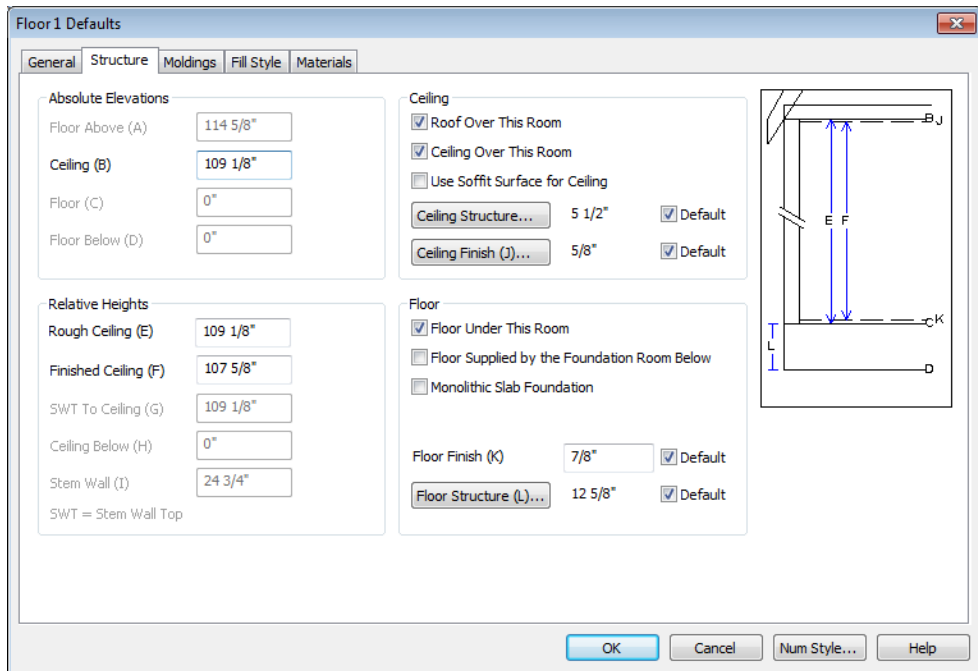 Floor 1 Defaults
General Structure Moldings Fill Style Materials
Absolute Elevations
Floor Above (A) 114 5/8"
Ceiling (B) 109 1/8"
Floor (C) 0"
Floor Below (D) 0"
Relative Heights
Rough Ceiling (E) 109 1/8"
Finished Ceiling (F) 107 5/8"
SWT To Ceiling (G) 109 1/8"
Ceiling Below (H) 0"
Stem Wall (I) 24 3/4"
SWT = Stem Wall Top
Ceiling
Roof Over This Room
Ceiling Over This Room
Use Soffit Surface for Ceiling
Ceiling Structure... 5 1/2" Default
Ceiling Finish (J)... 5/8" Default
Floor
Floor Under This Room
Floor Supplied by the Foundation Room Below
Monolithic Slab Foundation
Floor Finish (K) 7/8" Default
Floor Structure (L)... 12 5/8" Default
B J
E F
C K
L
D
OK Cancel Num Style... Help